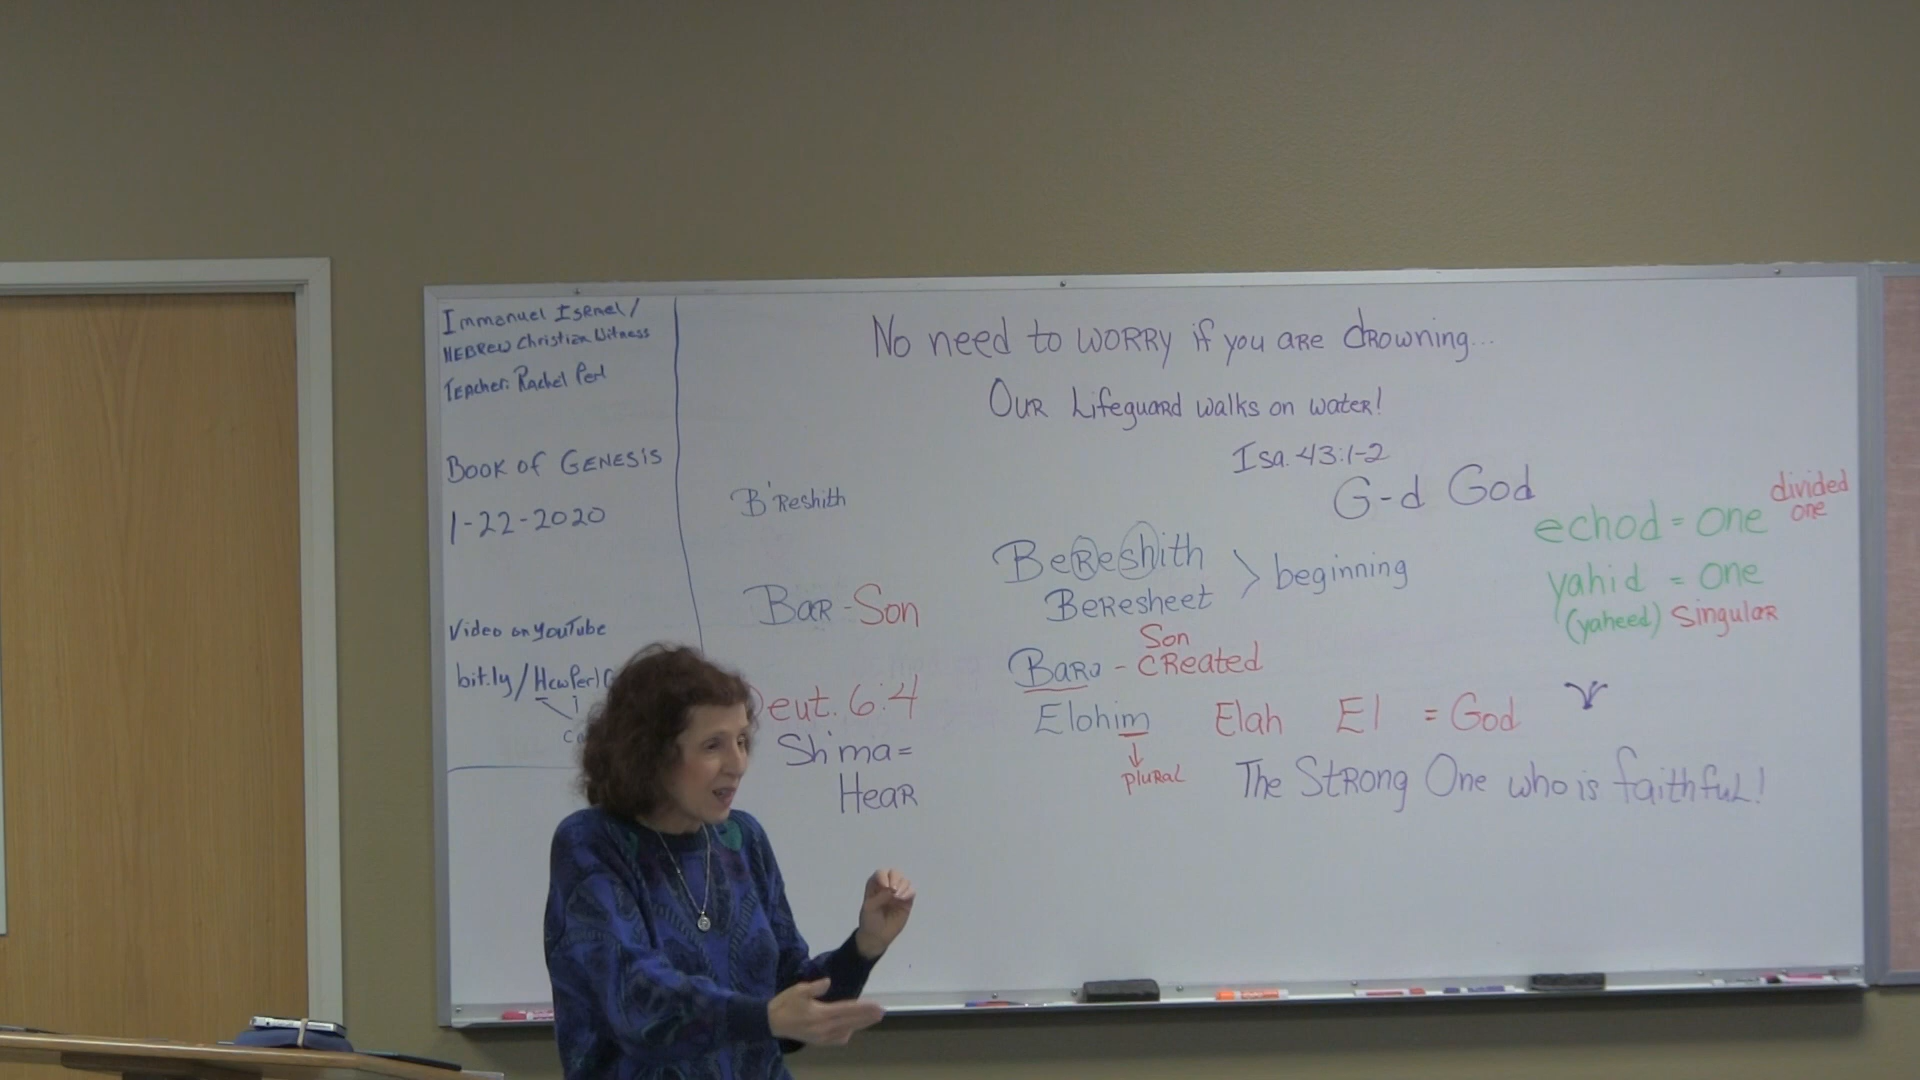 Immanuel Israel/
HEBREW Christian Witness
Teacher: Rachel Perl
BOOK of GENESIS
1-22-2020
Video on YouTube
bit.ly/HcwPerlG
No need to WORRY if you ARE drowning...
OUR Lifeguard walks on water!
Isa. 43:1-2
G-d God
B'Reshith
BeReshith
BeResheet
> beginning
echod = one
divided
one
yahid = one
(yaheed) Singular
Bar - Son
Son
Bara - CReated
Deut. 6:4
Sh'ma =
HeaR
Elohim Elah El = God
pluRaL
The StRong One who is faithful!